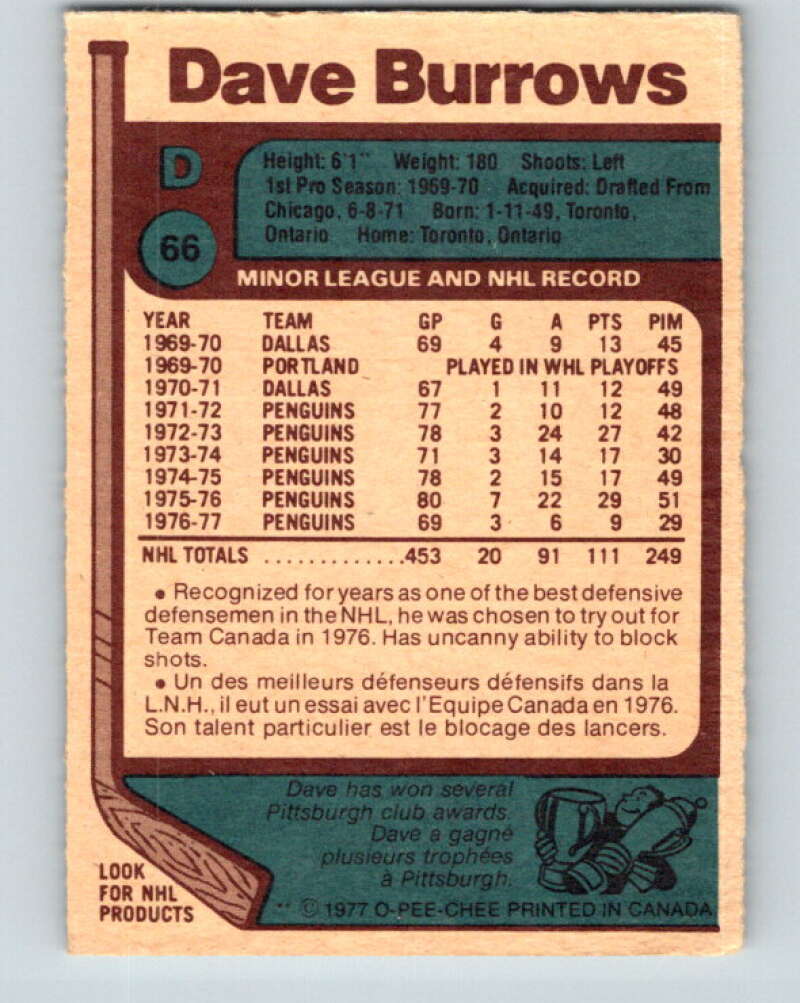 Dave Burrows
D
66
Height: 6'1" Weight: 180 Shoots: Left
1st Pro Season: 1969-70 Acquired: Drafted From
Chicago, 6-8-71 Born: 1-11-49, Toronto,
Ontario Home: Toronto, Ontario
MINOR LEAGUE AND NHL RECORD
YEAR TEAM GP G A PTS PIM
1969-70 DALLAS 69 4 9 13 45
1969-70 PORTLAND PLAYED IN WHL PLAYOFFS
1970-71 DALLAS 67 1 11 12 49
1971-72 PENGUINS 77 2 10 12 48
1972-73 PENGUINS 78 3 24 27 42
1973-74 PENGUINS 71 3 14 17 30
1974-75 PENGUINS 78 2 15 17 49
1975-76 PENGUINS 80 7 22 29 51
1976-77 PENGUINS 69 3 6 9 29
NHL TOTALS .............453 20 91 111 249
• Recognized for years as one of the best defensive
defensemen in the NHL, he was chosen to try out for
Team Canada in 1976. Has uncanny ability to block
shots.
• Un des meilleurs défenseurs défensifs dans la
L.N.H., il eut un essai avec l'Equipe Canada en 1976.
Son talent particulier est le blocage des lancers.
Dave has won several
Pittsburgh club awards.
Dave a gagné
plusieurs trophées
à Pittsburgh.
LOOK
FOR NHL
PRODUCTS
** © 1977 O-PEE-CHEE PRINTED IN CANADA